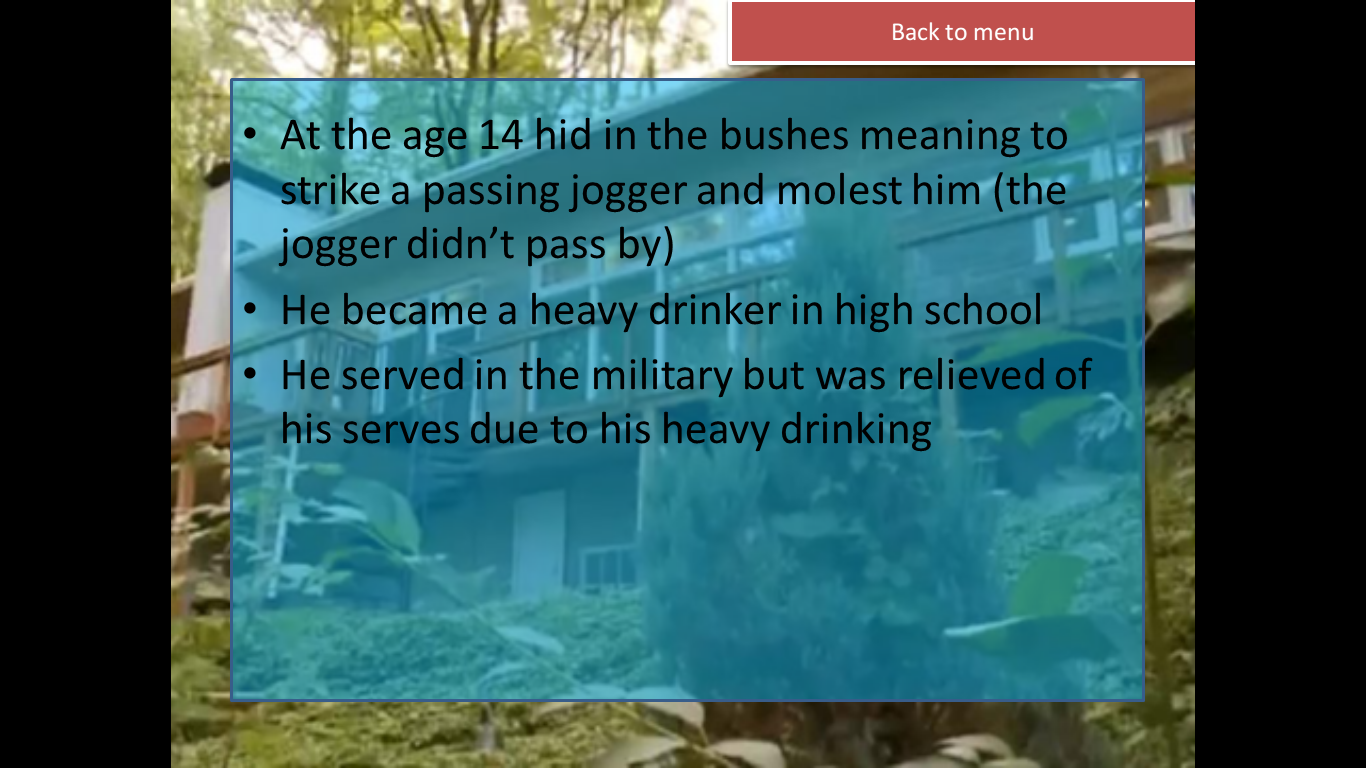 Back to menu
• At the age 14 hid in the bushes meaning to
strike a passing jogger and molest him (the
jogger didn’t pass by)
• He became a heavy drinker in high school
• He served in the military but was relieved of
his serves due to his heavy drinking